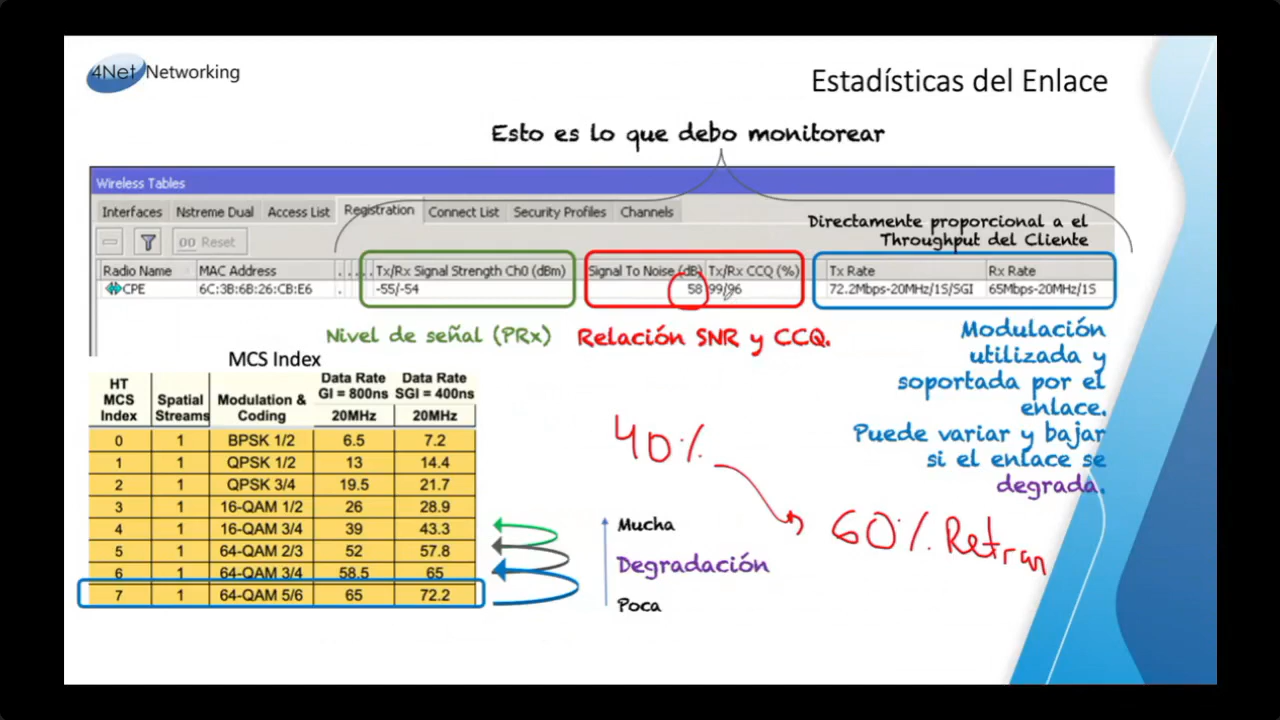 4Net Networking
Estadísticas del Enlace
Esto es lo que debo monitorear
Wireless Tables
Interfaces Nstreme Dual Access List Registration Connect List Security Profiles Channels
Directamente proporcional a el
Throughput del Cliente
00 Reset
Radio Name MAC Address Tx/Rx Signal Strength Ch0 (dBm) Signal To Noise (dB) Tx/Rx CCQ (%) Tx Rate Rx Rate
CPE 6C:3B:6B:26:CB:E6 -55/-54 58 99/96 72.2Mbps-20MHz/1S/SGI 65Mbps-20MHz/1S
Nivel de señal (PRx)
Relación SNR y CCQ.
Modulación
utilizada y
soportada por el
enlace.
Puede variar y bajar
si el enlace se
degrada.
MCS Index
HT MCS Index Spatial Streams Modulation & Coding Data Rate GI = 800ns Data Rate SGI = 400ns
20MHz 20MHz
0 1 BPSK 1/2 6.5 7.2
1 1 QPSK 1/2 13 14.4
2 1 QPSK 3/4 19.5 21.7
3 1 16-QAM 1/2 26 28.9
4 1 16-QAM 3/4 39 43.3
5 1 64-QAM 2/3 52 57.8
6 1 64-QAM 3/4 58.5 65
7 1 64-QAM 5/6 65 72.2
40%
60% Retran
Mucha
Degradación
Poca